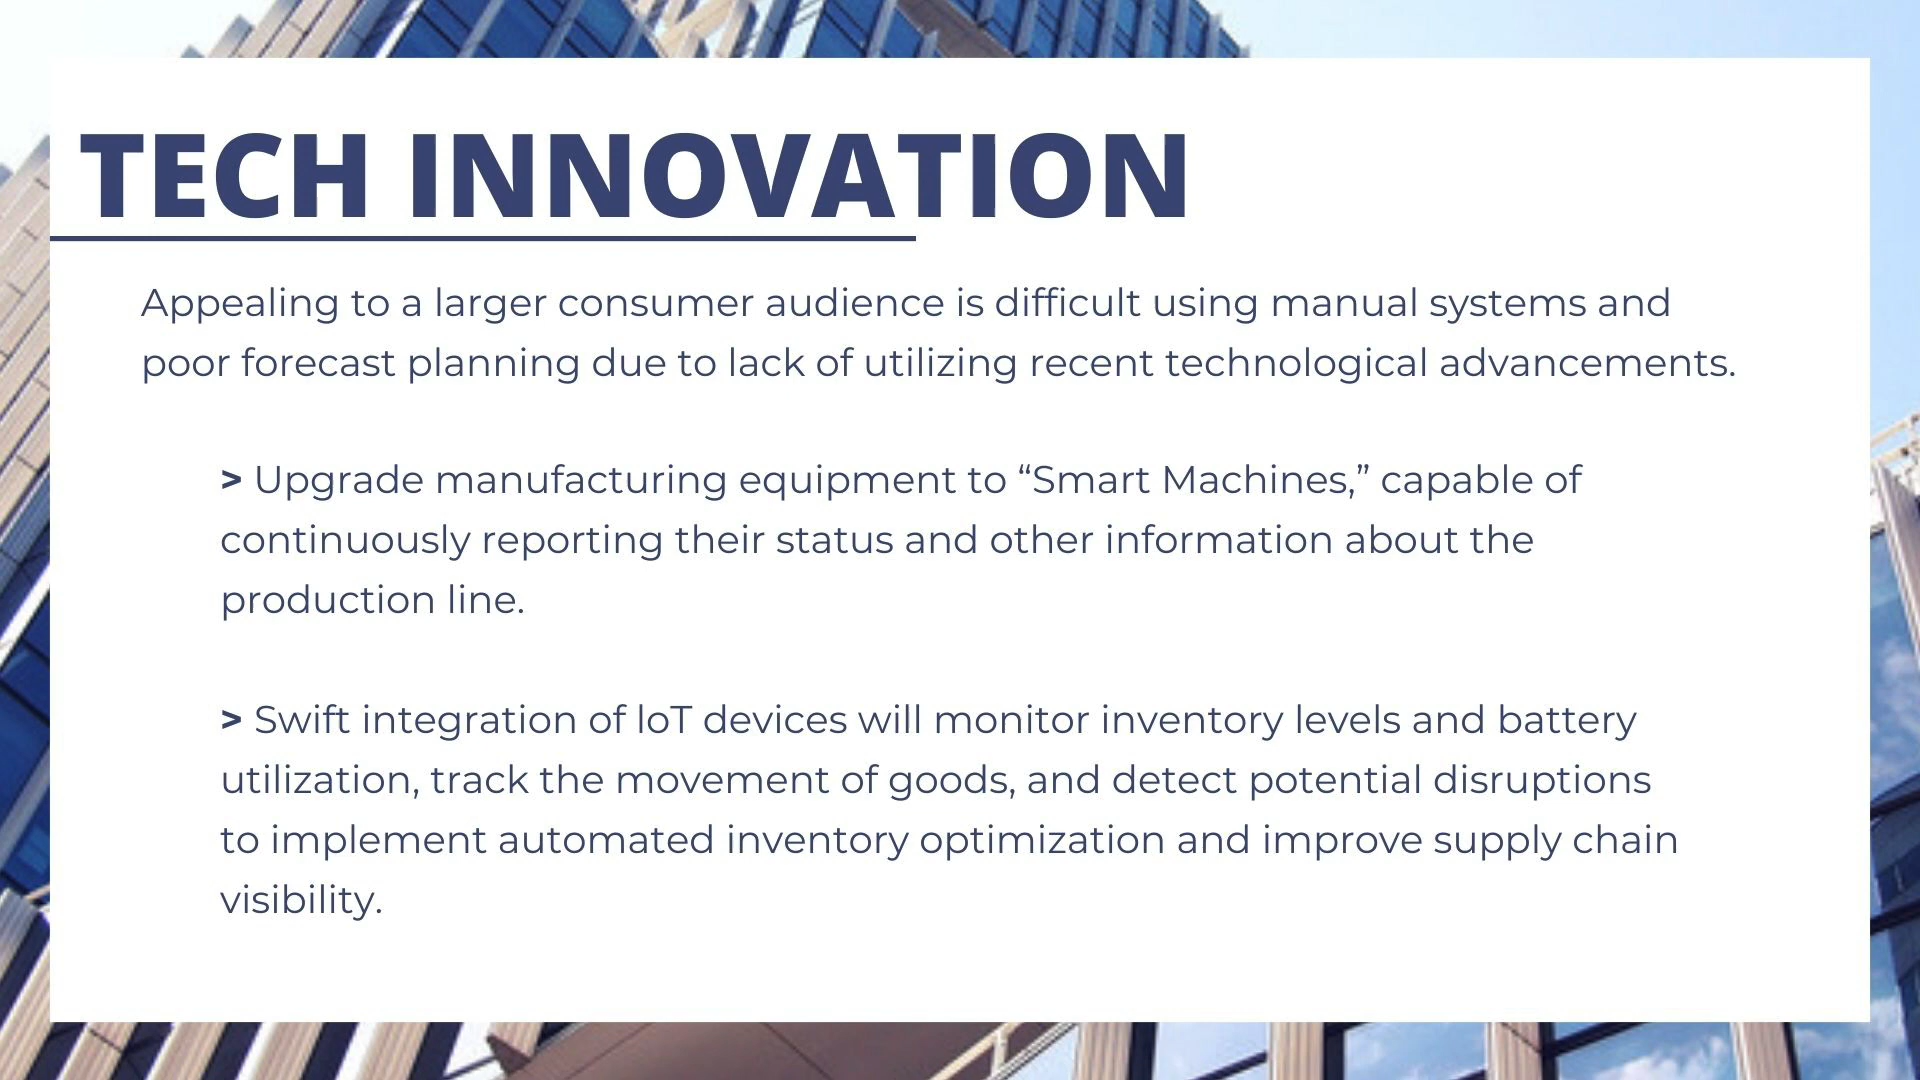 TECH INNOVATION
Appealing to a larger consumer audience is difficult using manual systems and
poor forecast planning due to lack of utilizing recent technological advancements.
> Upgrade manufacturing equipment to “Smart Machines,” capable of
continuously reporting their status and other information about the
production line.
> Swift integration of loT devices will monitor inventory levels and battery
utilization, track the movement of goods, and detect potential disruptions
to implement automated inventory optimization and improve supply chain
visibility.